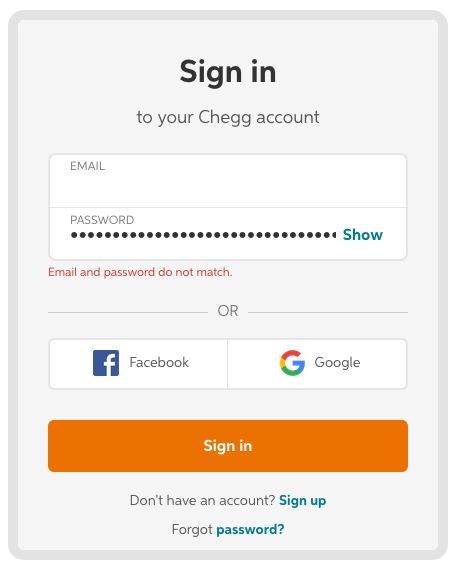 Sign in
to your Chegg account
EMAIL
PASSWORD
•••••••••••••••••••••••••••••••• Show
Email and password do not match.
OR
Facebook
Google
Sign in
Don't have an account? Sign up
Forgot password?